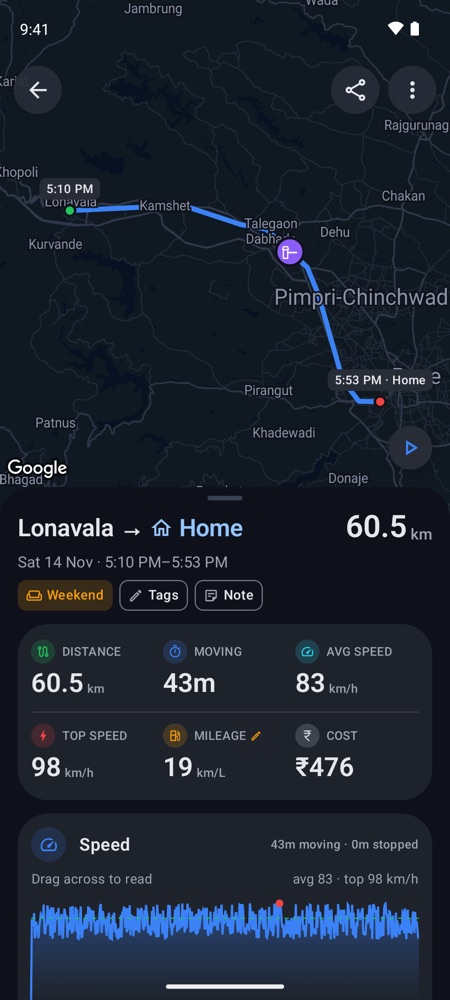 Jambrung
Wada
9:41
Rajgurunag
Khopoli
5:10 PM
Lonavala
Kamshet
Chakan
Talegaon
Dabhade
Dehu
Kurvande
Pimpri-Chinchwad
5:53 PM · Home
Pirangut
Patnus
Khadewadi
Google
Bhagad
Donaje
Lonavala → Home
60.5 km
Sat 14 Nov · 5:10 PM–5:53 PM
Weekend
Tags
Note
DISTANCE
MOVING
AVG SPEED
60.5 km
43m
83 km/h
TOP SPEED
MILEAGE
COST
98 km/h
19 km/L
₹476
Speed
43m moving · 0m stopped
Drag across to read
avg 83 · top 98 km/h